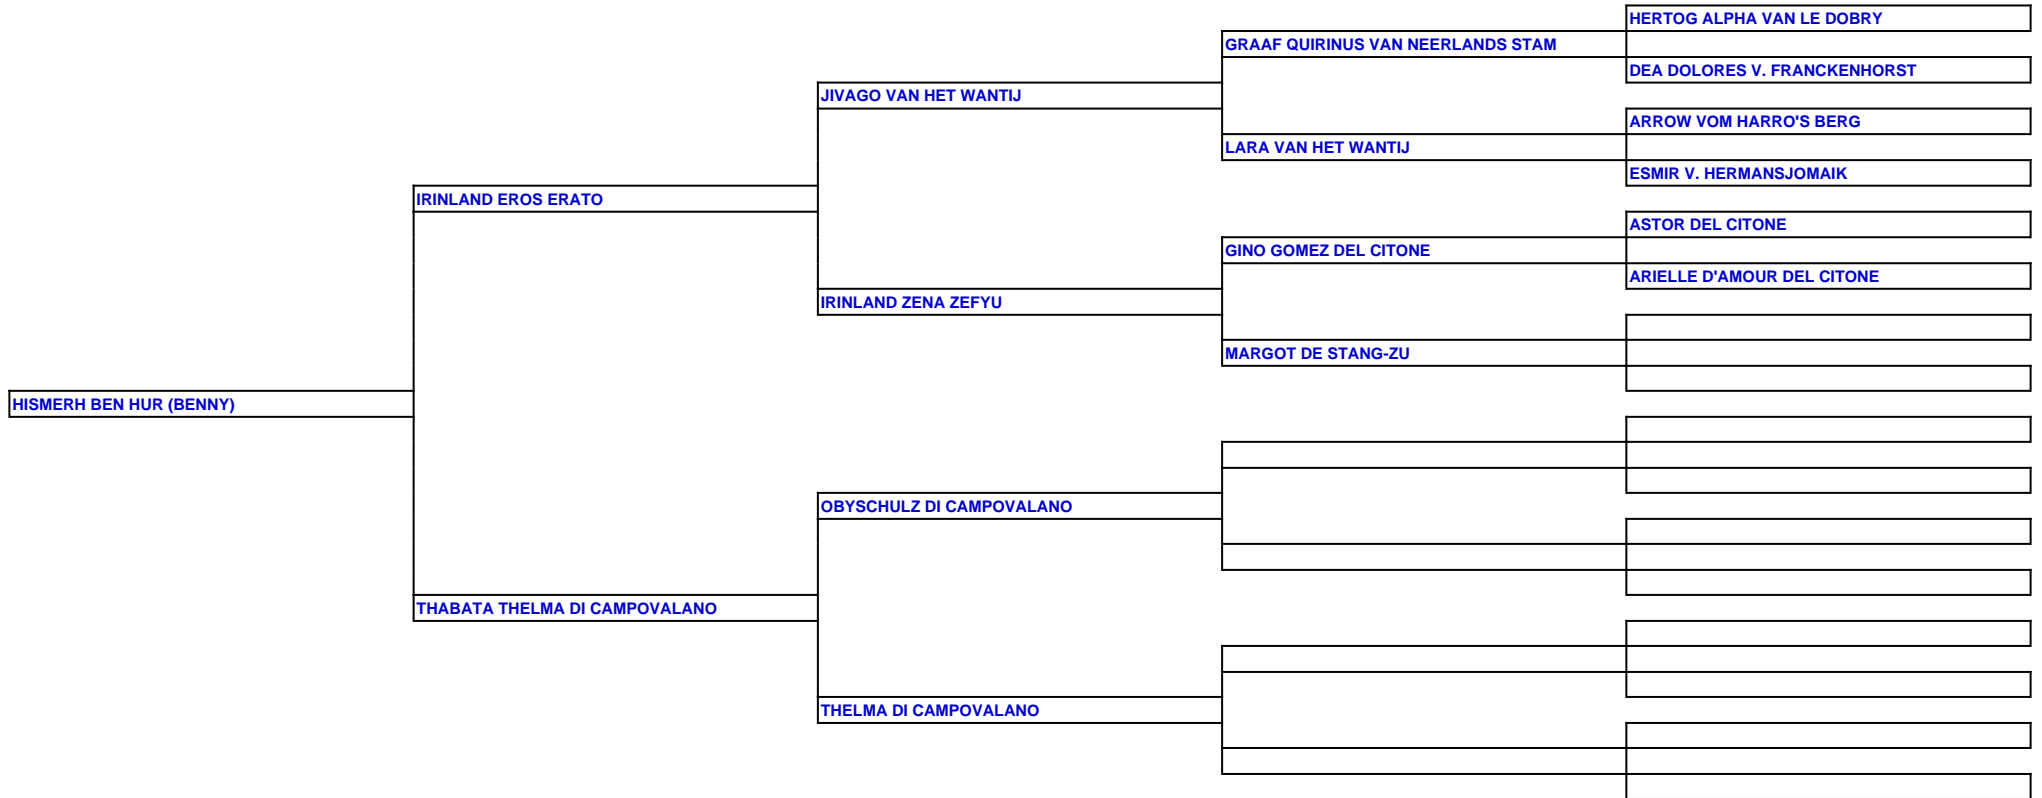 HERTOG ALPHA VAN LE DOBRY
GRAAF QUIRINUS VAN NEERLANDS STAM
DEA DOLORES V. FRANCKENHORST
JIVAGO VAN HET WANTIJ
ARROW VOM HARRO'S BERG
LARA VAN HET WANTIJ
ESMIR V. HERMANSJOMAIK
IRINLAND EROS ERATO
ASTOR DEL CITONE
GINO GOMEZ DEL CITONE
ARIELLE D'AMOUR DEL CITONE
IRINLAND ZENA ZEFYU
MARGOT DE STANG-ZU
HISMERH BEN HUR (BENNY)
OBYSCHULZ DI CAMPOVALANO
THABATA THELMA DI CAMPOVALANO
THELMA DI CAMPOVALANO